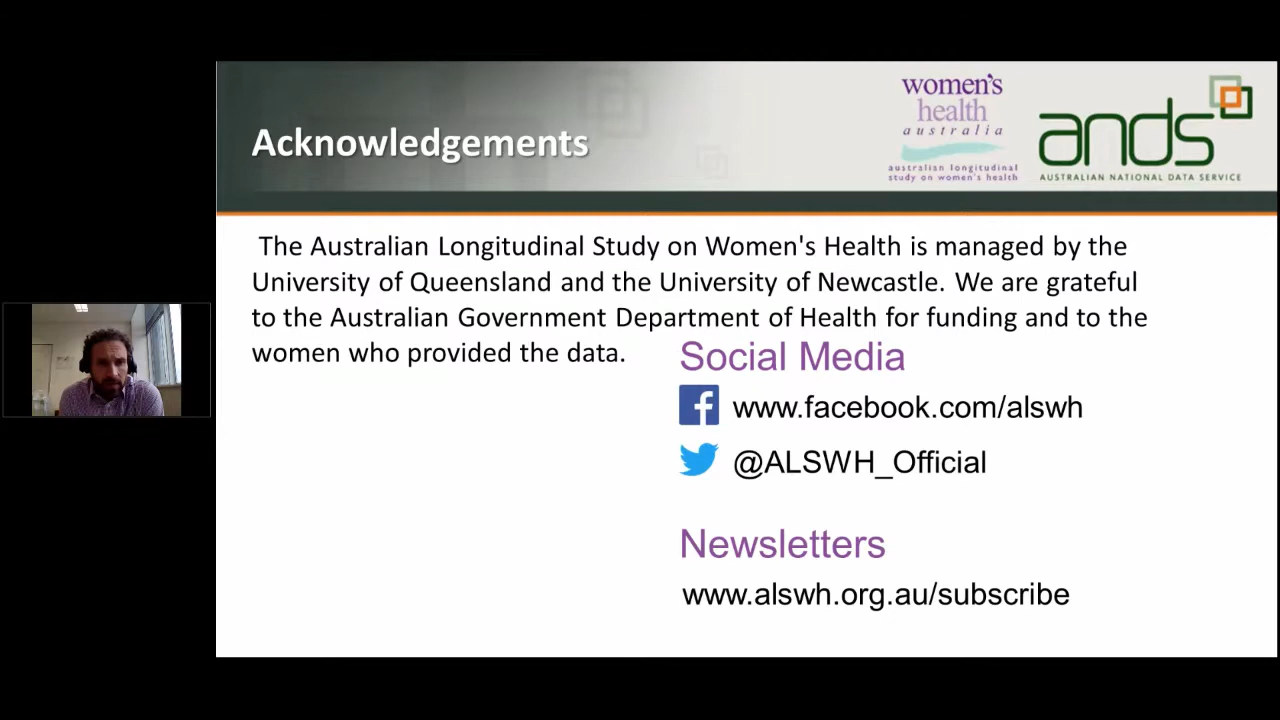 Acknowledgements
women's
health
australia
australian longitudinal
study on women's health
ands
AUSTRALIAN NATIONAL DATA SERVICE
The Australian Longitudinal Study on Women's Health is managed by the
University of Queensland and the University of Newcastle. We are grateful
to the Australian Government Department of Health for funding and to the
women who provided the data.
Social Media
www.facebook.com/alswh
@ALSWH_Official
Newsletters
www.alswh.org.au/subscribe